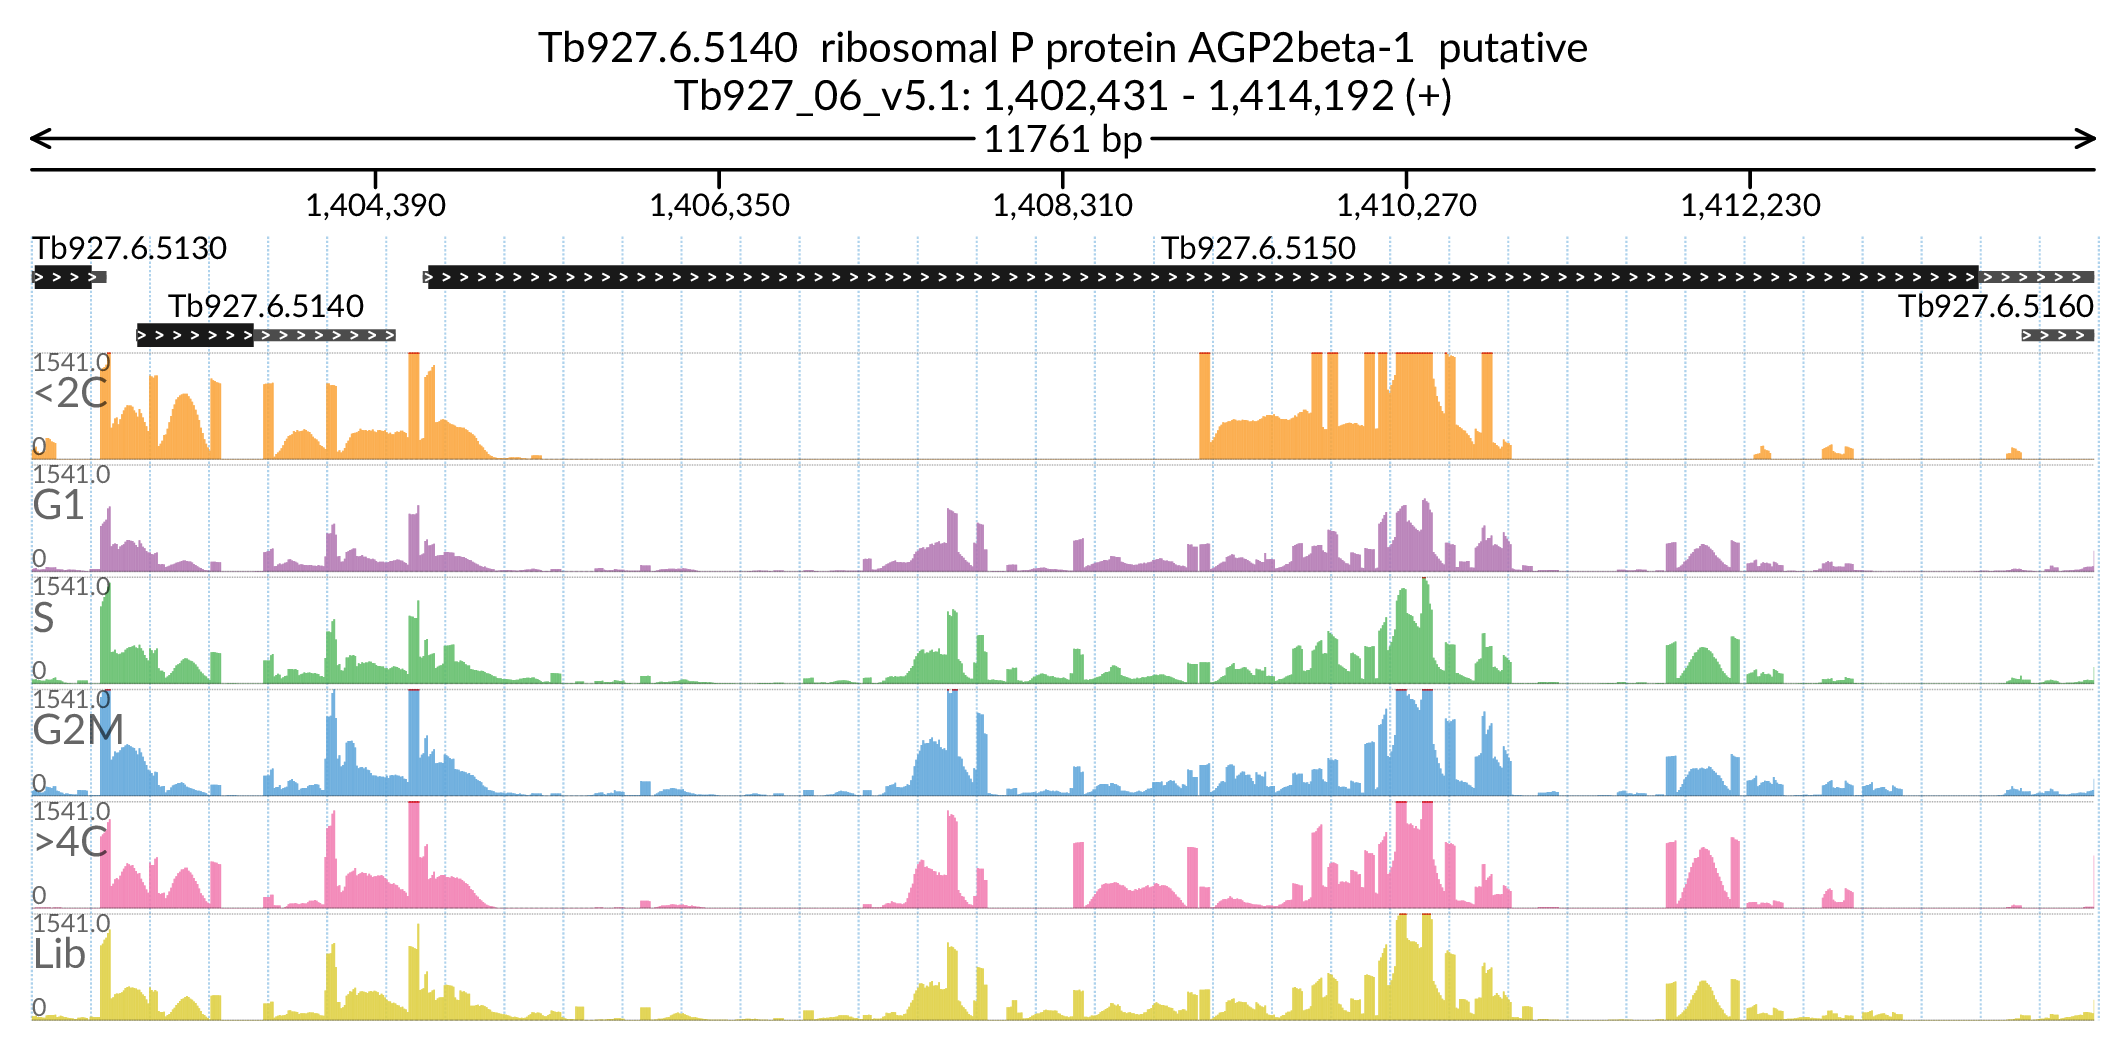 Tb927.6.5140  ribosomal P protein AGP2beta-1  putative
Tb927_06_v5.1: 1,402,431 - 1,414,192 (+)
11761 bp
1,404,390 1,406,350 1,408,310 1,410,270 1,412,230
Tb927.6.5130 Tb927.6.5150
Tb927.6.5140 Tb927.6.5160
1541.0
<2C
0
1541.0
G1
0
1541.0
S
0
1541.0
G2M
0
1541.0
>4C
0
1541.0
Lib
0